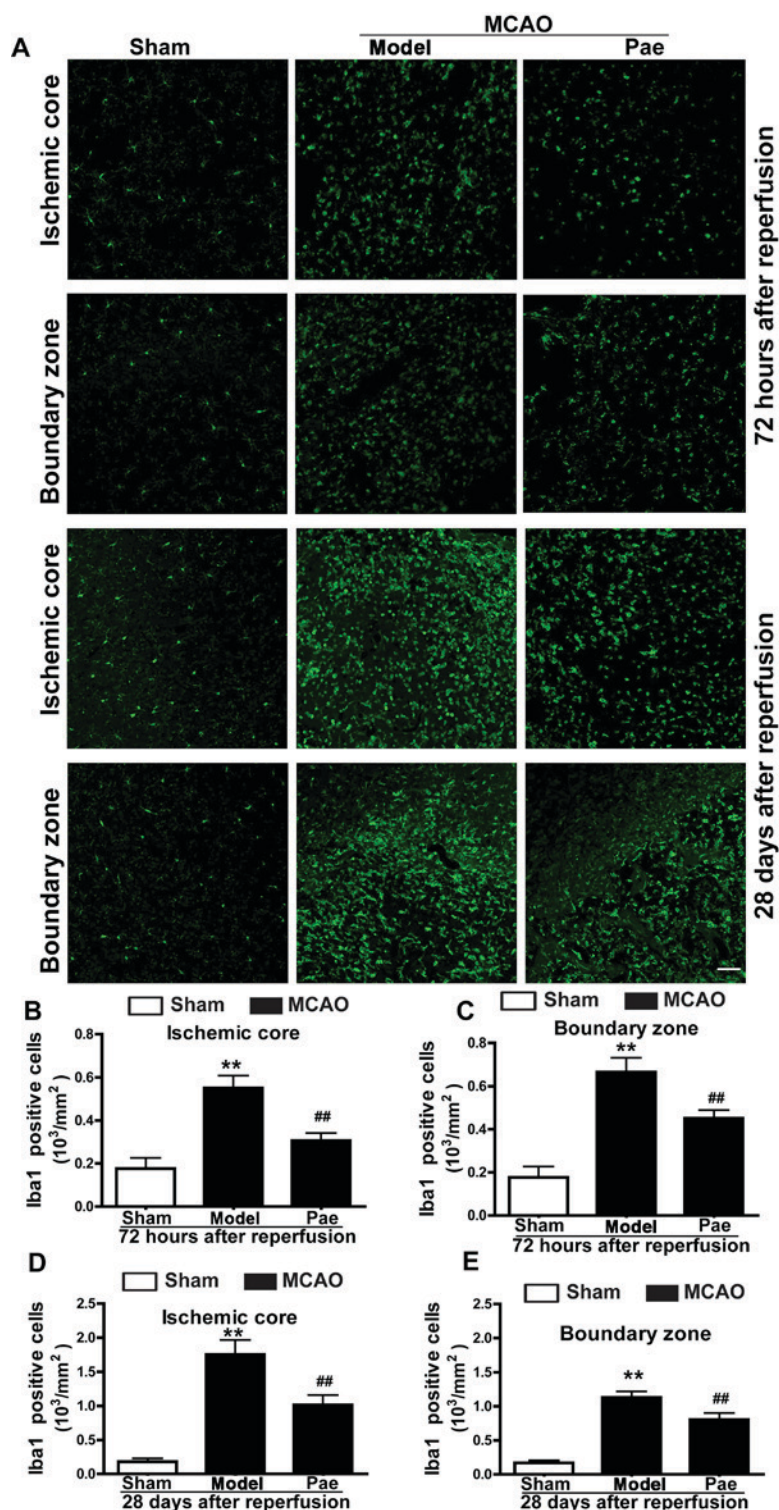 MCAO
A Sham Model Pae
Ischemic core
Boundary zone
72 hours after reperfusion
Ischemic core
Boundary zone
28 days after reperfusion
B Sham MCAO
Ischemic core
Iba1 positive cells
(10³/mm²)
0.8
0.6
0.4
0.2
0.0
**
##
Sham Model Pae
72 hours after reperfusion
C Sham MCAO
Boundary zone
Iba1 positive cells
(10³/mm²)
0.8
0.6
0.4
0.2
0.0
**
##
Sham Model Pae
72 hours after reperfusion
D Sham MCAO
Ischemic core
Iba1 positive cells
(10³/mm²)
2.5
2.0
1.5
1.0
0.5
0.0
**
##
Sham Model Pae
28 days after reperfusion
E Sham MCAO
Boundary zone
Iba1 positive cells
(10³/mm²)
2.5
2.0
1.5
1.0
0.5
0.0
**
##
Sham Model Pae
28 days after reperfusion